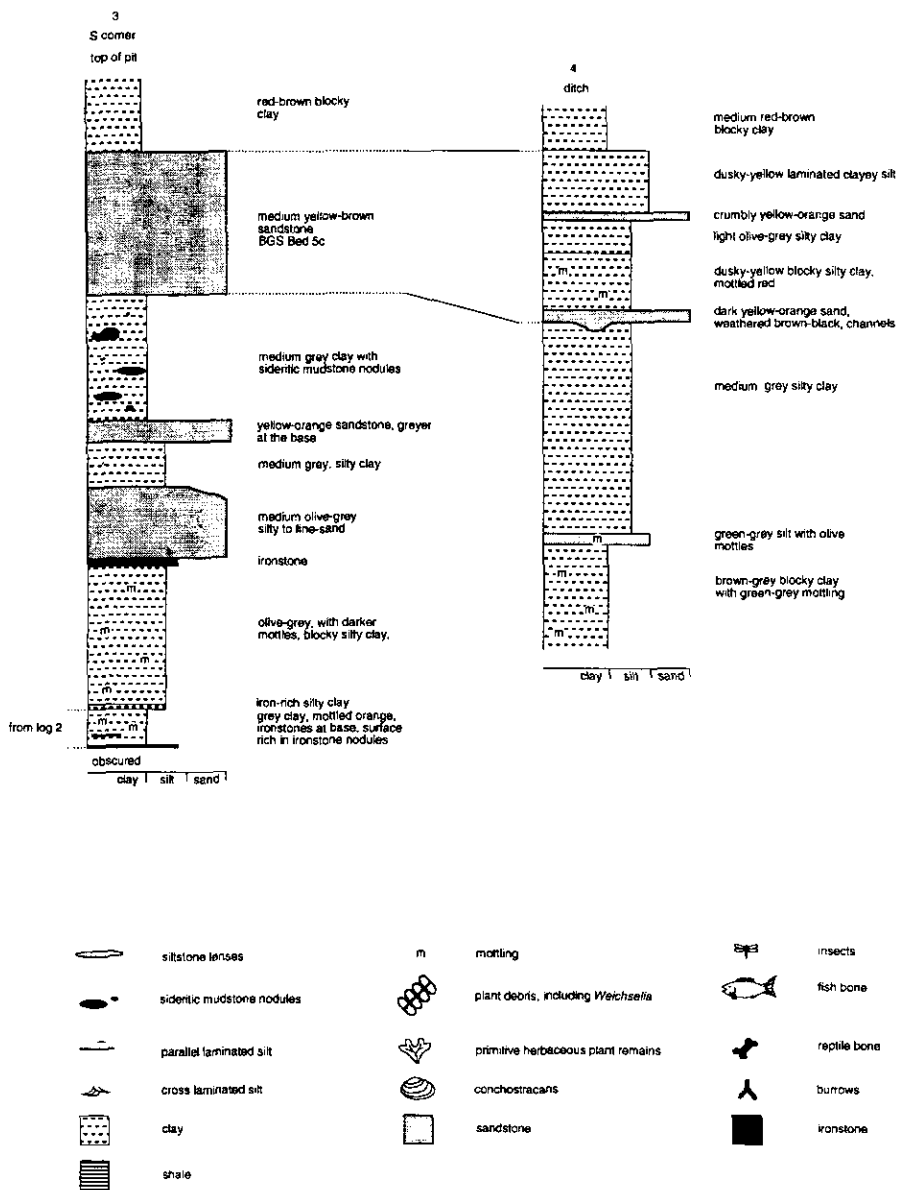 3
S corner
top of pit
red-brown blocky
clay
medium yellow-brown
sandstone
BGS Bed 5c
medium grey clay with
sideritic mudstone nodules
yellow-orange sandstone, greyer
at the base
medium grey, silty clay
medium olive-grey
silty to fine-sand
ironstone
olive-grey, with darker
mottles, blocky silty clay,
iron-rich silty clay
grey clay, mottled orange,
ironstones at base, surface
rich in ironstone nodules
m
m
m
m
m
m
from log 2
obscured
clay silt sand
4
ditch
medium red-brown
blocky clay
dusky-yellow laminated clayey silt
crumbly yellow-orange sand
light olive-grey silty clay
dusky-yellow blocky silty clay,
mottled red
dark yellow-orange sand,
weathered brown-black, channels
medium grey silty clay
green-grey silt with olive
mottles
brown-grey blocky clay
with green-grey mottling
m
m
m
m
m
m
clay silt sand
siltstone lenses
sideritic mudstone nodules
parallel laminated silt
cross laminated silt
clay
shale
m mottling
plant debris, including Weichselia
primitive herbaceous plant remains
conchostracans
sandstone
insects
fish bone
reptile bone
burrows
ironstone